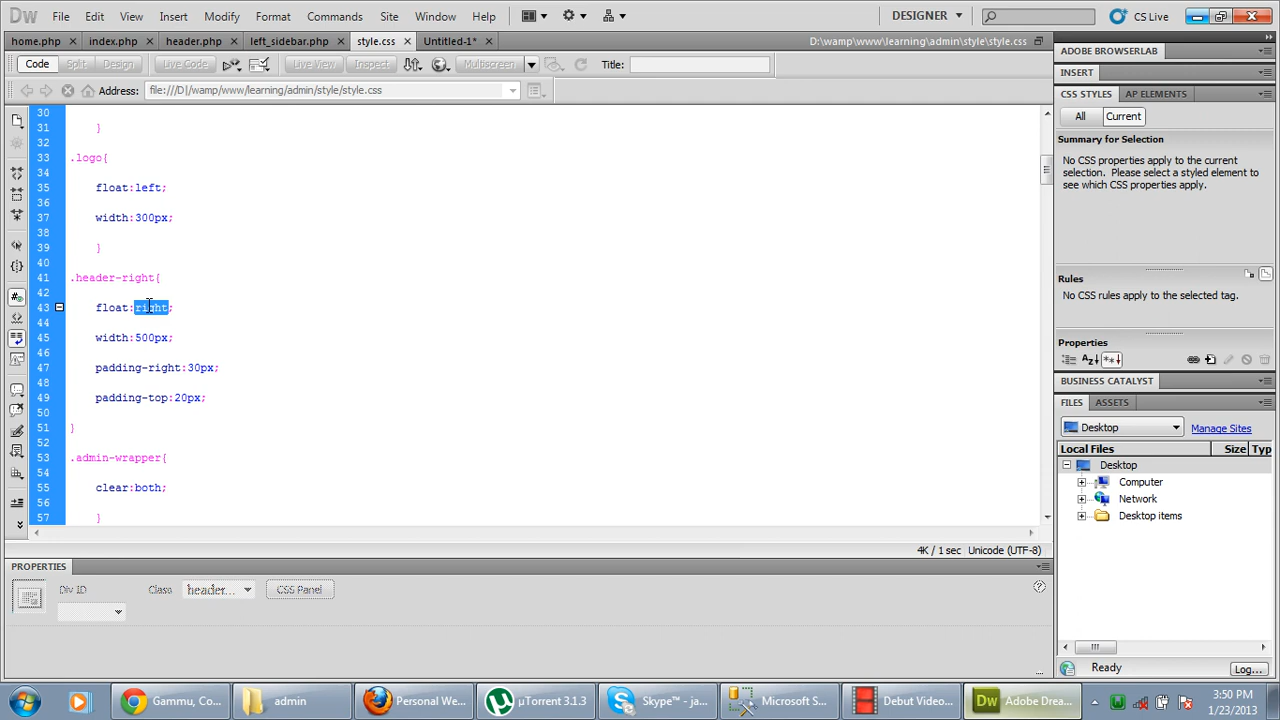 Dw File Edit View Insert Modify Format Commands Site Window Help DESIGNER CS Live
home.php × index.php × header.php × left_sidebar.php × style.css × Untitled-1* × D:\wamp\www\learning\admin\style\style.css
Code Split Design Live Code Live View Inspect Multiscreen Title:
Address: file:///D|/wamp/www/learning/admin/style/style.css
30
31 }
32
33 .logo{
34
35 float:left;
36
37 width:300px;
38
39 }
40
41 .header-right{
42
43 float:right;
44
45 width:500px;
46
47 padding-right:30px;
48
49 padding-top:20px;
50
51 }
52
53 .admin-wrapper{
54
55 clear:both;
56
57 }
4K / 1 sec Unicode (UTF-8)
PROPERTIES
Div ID Class header... CSS Panel
ADOBE BROWSERLAB
INSERT
CSS STYLES AP ELEMENTS
All Current
Summary for Selection
No CSS properties apply to the current
selection. Please select a styled element
to see which CSS properties apply.
Rules
No CSS rules apply to the selected tag.
Properties
BUSINESS CATALYST
FILES ASSETS
Desktop Manage Sites
Local Files Size Typ
Desktop
Computer
Network
Desktop items
Ready Log...
Gammu, Co... admin Personal We... µTorrent 3.1.3 Skype™ - ja... Microsoft S... Debut Video... Adobe Drea... 3:50 PM
1/23/2013